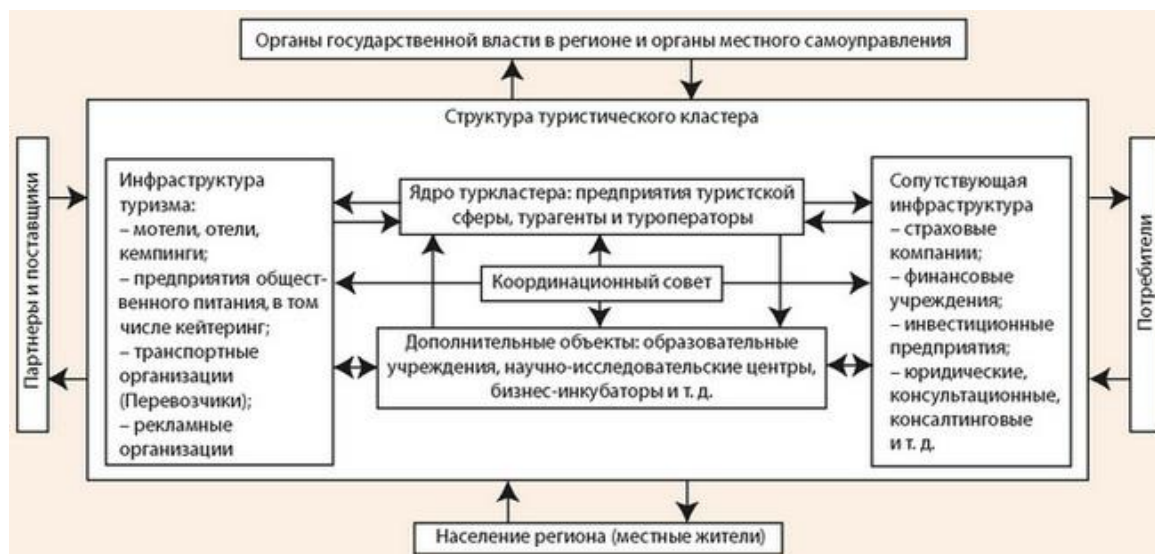 Органы государственной власти в регионе и органы местного самоуправления
Структура туристического кластера
Партнеры и поставщики
Инфраструктура
туризма:
– мотели, отели,
кемпинги;
– предприятия общест-
венного питания, в том
числе кейтеринг;
– транспортные
организации
(Перевозчики);
– рекламные
организации
Ядро туркластера: предприятия туристской
сферы, турагенты и туроператоры
Координационный совет
Дополнительные объекты: образовательные
учреждения, научно-исследовательские центры,
бизнес-инкубаторы и т. д.
Сопутствующая
инфраструктура
– страховые
компании;
– финансовые
учреждения;
– инвестиционные
предприятия;
– юридические,
консультационные,
консалтинговые
и т. д.
Потребители
Население региона (местные жители)